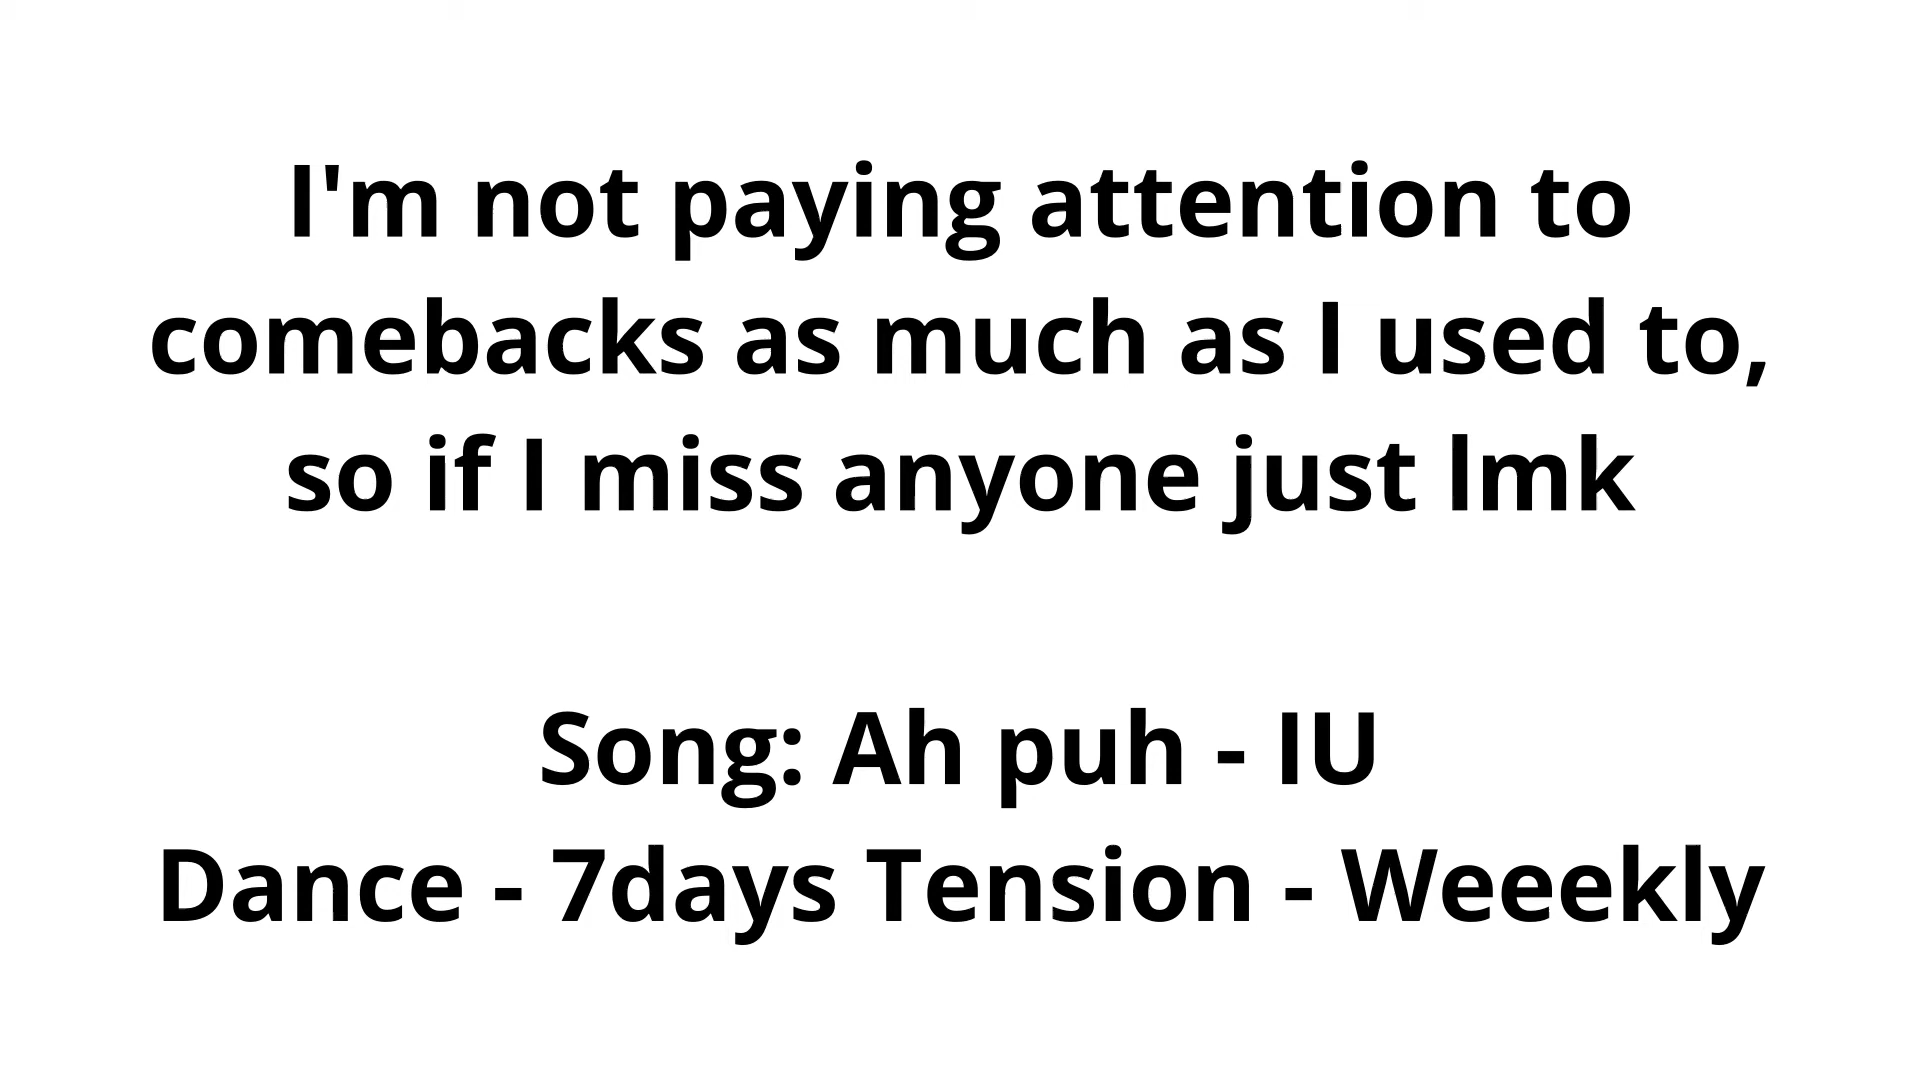 I'm not paying attention to
comebacks as much as I used to,
so if I miss anyone just lmk
Song: Ah puh - IU
Dance - 7days Tension - Weeekly